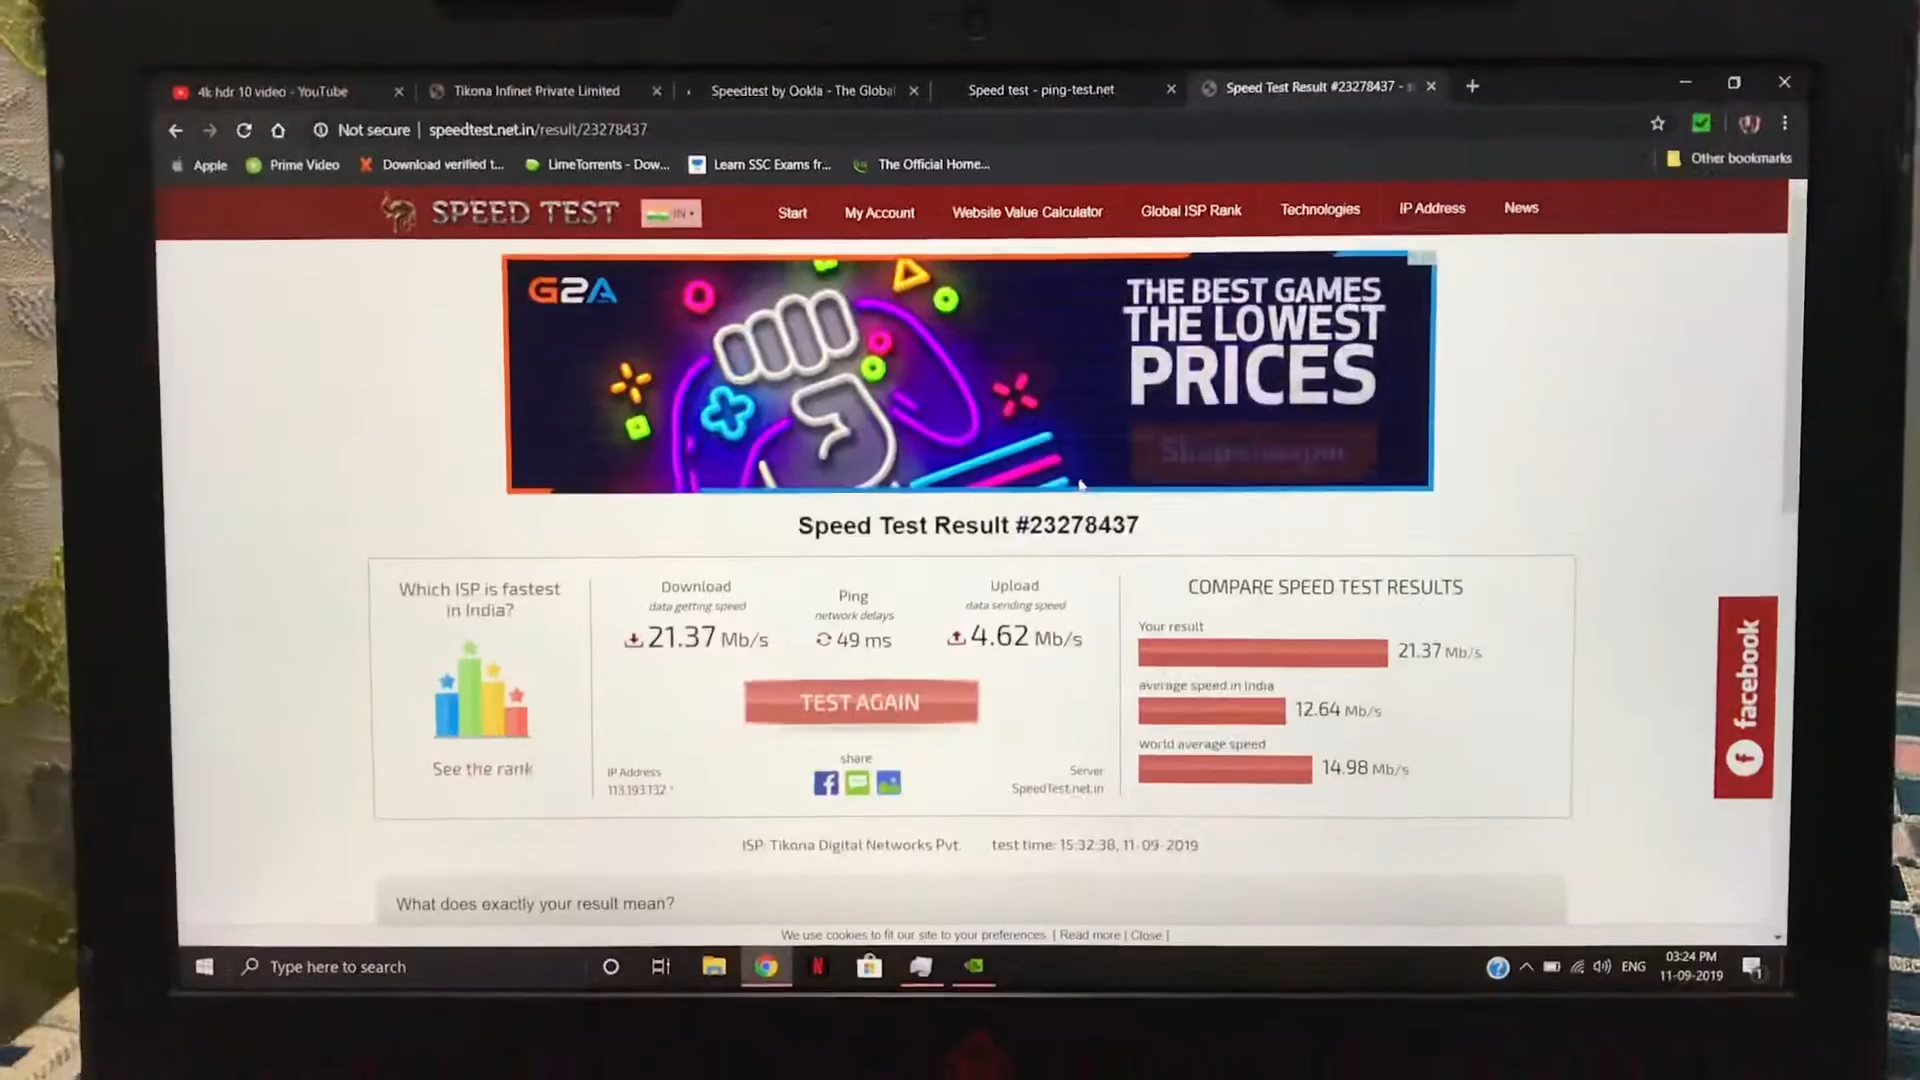 4k hdr 10 video - YouTube
Tikona Infinet Private Limited
Speedtest by Ookla - The Global
Speed test - ping-test.net
Speed Test Result #23278437 -
Not secure | speedtest.net.in/result/23278437
Apple
Prime Video
Download verified t...
LimeTorrents - Dow...
Learn SSC Exams fr...
The Official Home...
Other bookmarks
SPEED TEST
IN
Start
My Account
Website Value Calculator
Global ISP Rank
Technologies
IP Address
News
G2A
THE BEST GAMES
THE LOWEST
PRICES
Speed Test Result #23278437
Which ISP is fastest
in India?
See the rank
Download
data getting speed
21.37 Mb/s
Ping
network delays
49 ms
Upload
data sending speed
4.62 Mb/s
TEST AGAIN
share
IP Address
113.193.132.*
Server
SpeedTest.net.in
COMPARE SPEED TEST RESULTS
Your result
21.37 Mb/s
average speed in India
12.64 Mb/s
world average speed
14.98 Mb/s
facebook
ISP: Tikona Digital Networks Pvt.
test time: 15:32:38, 11-09-2019
What does exactly your result mean?
We use cookies to fit our site to your preferences. [ Read more | Close ]
Type here to search
ENG
03:24 PM
11-09-2019
1